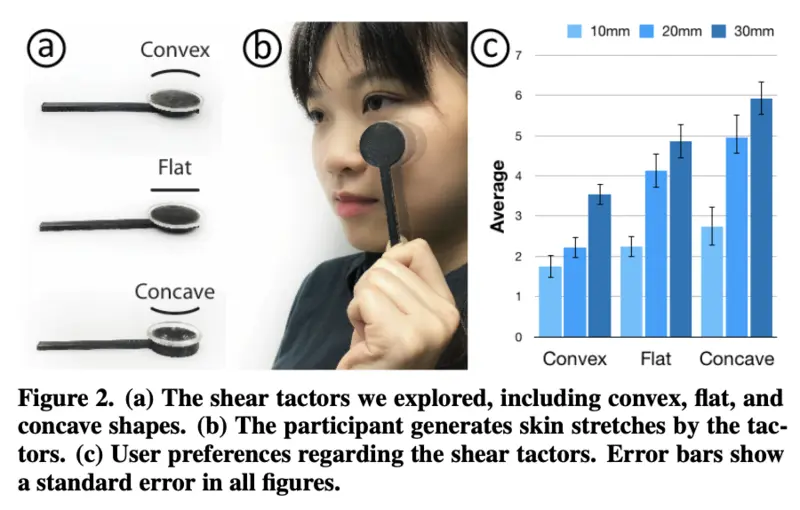 a
Convex
Flat
Concave
b
c
10mm 20mm 30mm
7
6
5
4
3
2
1
0
Average
Convex Flat Concave
Figure 2. (a) The shear tactors we explored, including convex, flat, and
concave shapes. (b) The participant generates skin stretches by the tac-
tors. (c) User preferences regarding the shear tactors. Error bars show
a standard error in all figures.